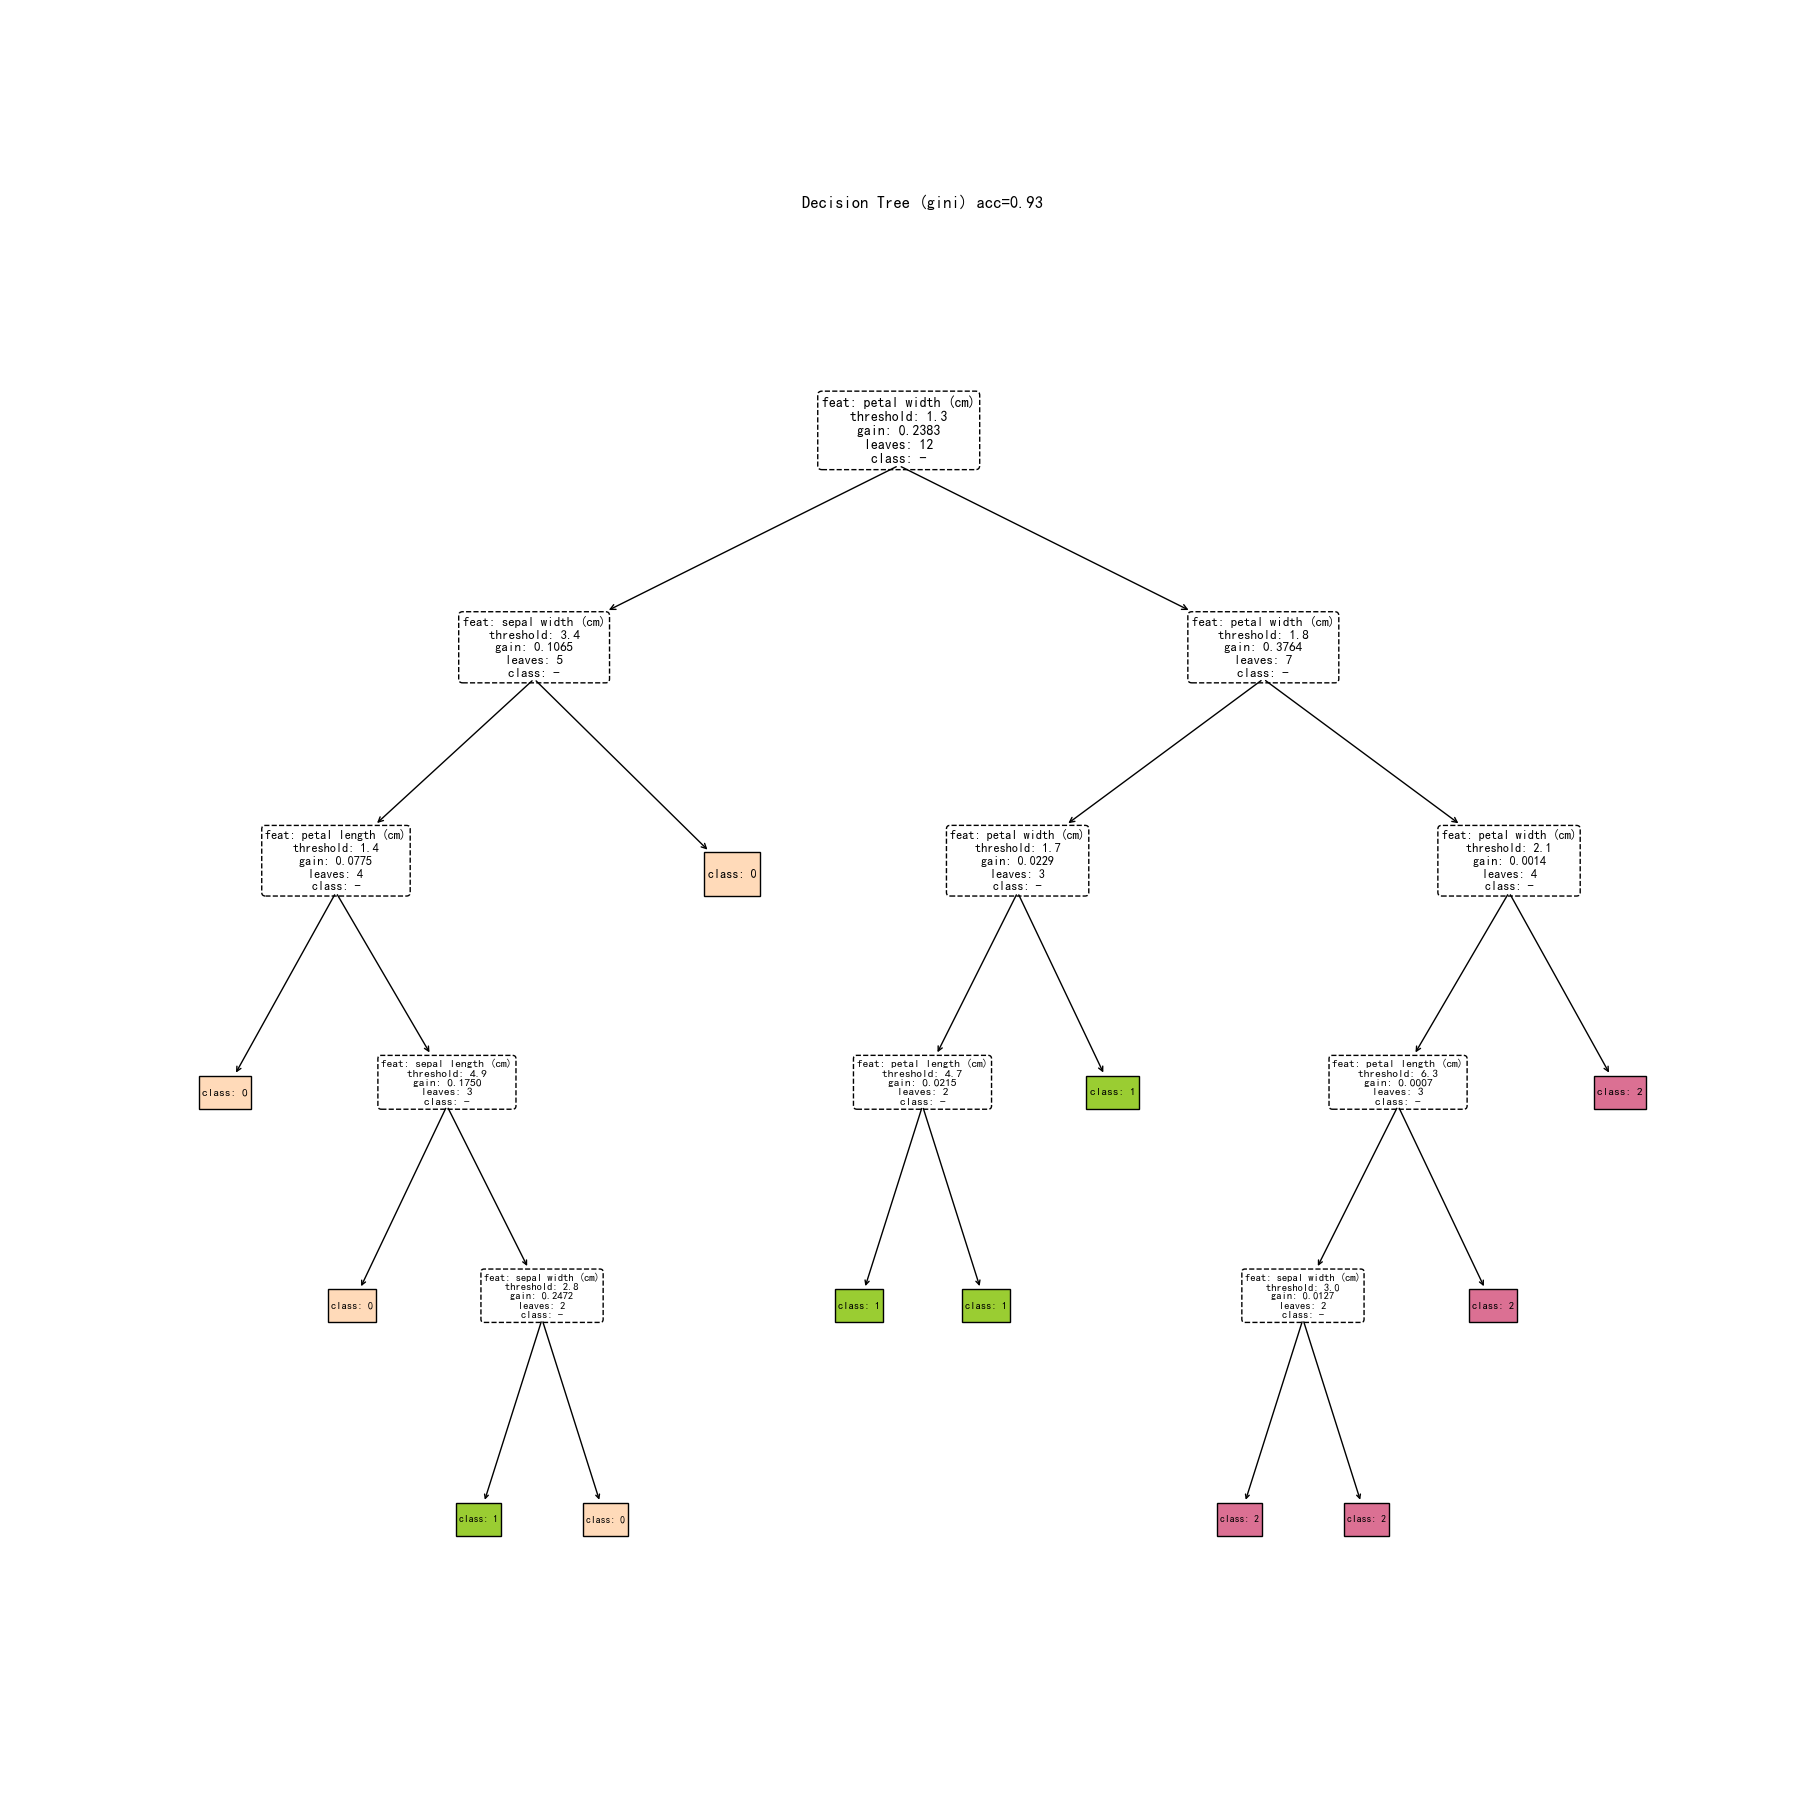 Decision Tree (gini) acc=0.93
feat: petal width (cm)
threshold: 1.3
gain: 0.2383
leaves: 12
class: -
feat: sepal width (cm)
threshold: 3.4
gain: 0.1065
leaves: 5
class: -
feat: petal width (cm)
threshold: 1.8
gain: 0.3764
leaves: 7
class: -
feat: petal length (cm)
threshold: 1.4
gain: 0.0775
leaves: 4
class: -
class: 0
feat: petal width (cm)
threshold: 1.7
gain: 0.0229
leaves: 3
class: -
feat: petal width (cm)
threshold: 2.1
gain: 0.0014
leaves: 4
class: -
class: 0
feat: sepal length (cm)
threshold: 4.9
gain: 0.1750
leaves: 3
class: -
feat: petal length (cm)
threshold: 4.7
gain: 0.0215
leaves: 2
class: -
class: 1
feat: petal length (cm)
threshold: 6.3
gain: 0.0007
leaves: 3
class: -
class: 2
class: 0
feat: sepal width (cm)
threshold: 2.8
gain: 0.2472
leaves: 2
class: -
class: 1
class: 1
feat: sepal width (cm)
threshold: 3.0
gain: 0.0127
leaves: 2
class: -
class: 2
class: 1
class: 0
class: 2
class: 2